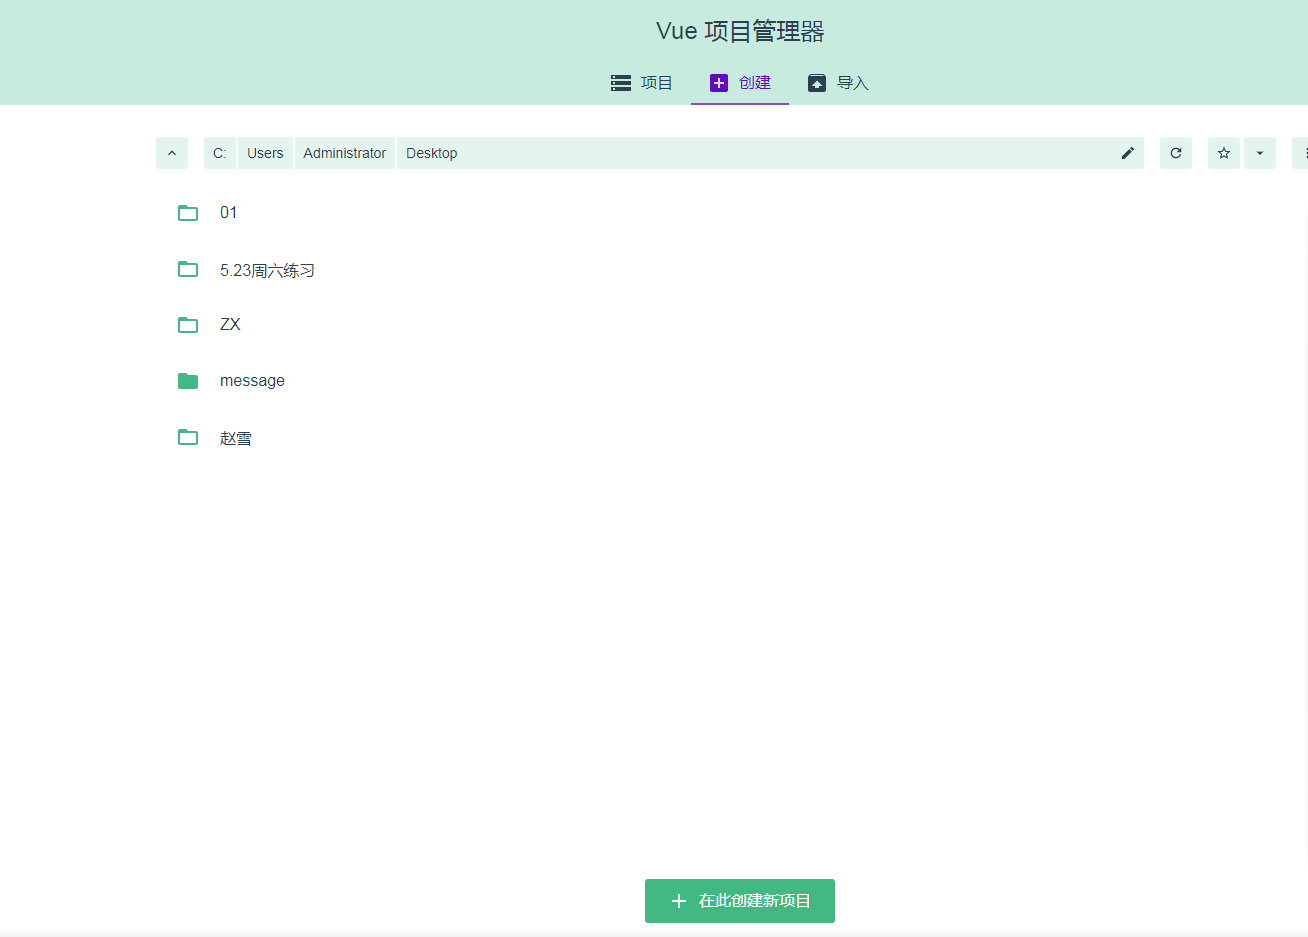 Vue 项目管理器
项目 创建 导入
C: Users Administrator Desktop
01
5.23周六练习
ZX
message
赵雪
在此创建新项目